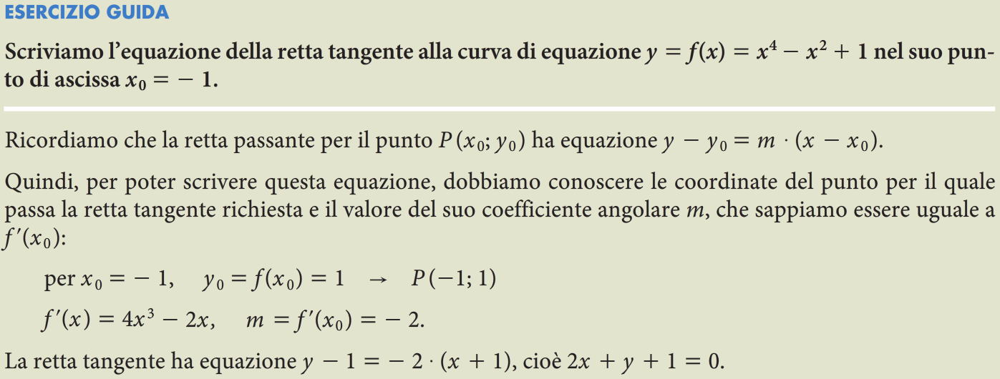 ESERCIZIO GUIDA
Scriviamo l'equazione della retta tangente alla curva di equazione y = f(x) = x⁴ − x² + 1 nel suo pun-
to di ascissa x₀ = − 1.
Ricordiamo che la retta passante per il punto P(x₀; y₀) ha equazione y − y₀ = m · (x − x₀).
Quindi, per poter scrivere questa equazione, dobbiamo conoscere le coordinate del punto per il quale
passa la retta tangente richiesta e il valore del suo coefficiente angolare m, che sappiamo essere uguale a
f′(x₀):
per x₀ = − 1, y₀ = f(x₀) = 1 → P(−1; 1)
f′(x) = 4x³ − 2x, m = f′(x₀) = − 2.
La retta tangente ha equazione y − 1 = − 2 · (x + 1), cioè 2x + y + 1 = 0.